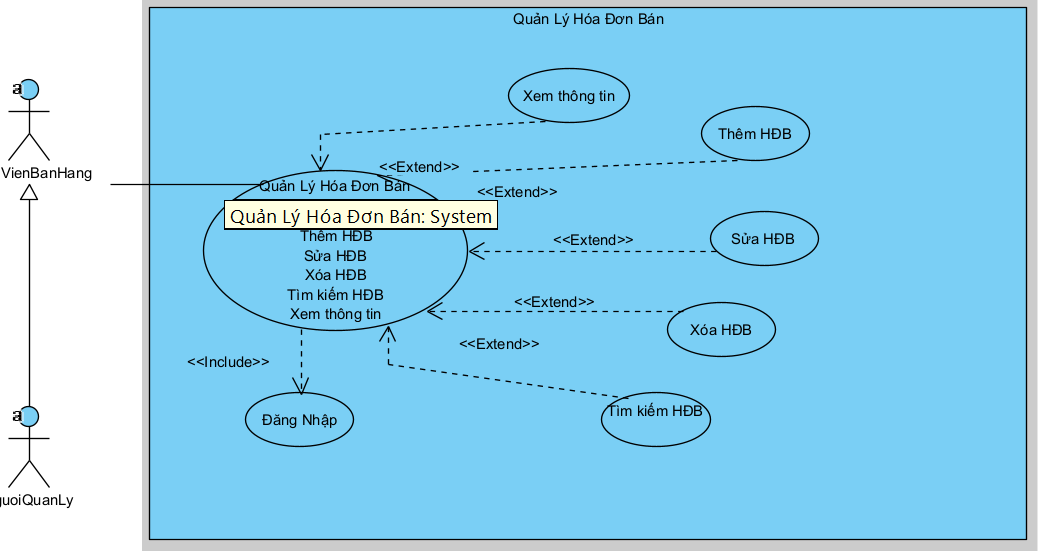 Quản Lý Hóa Đơn Bán
a
VienBanHang
Xem thông tin
Thêm HĐB
<<Extend>>
<<Extend>>
Quản Lý Hóa Đơn Bán
Quản Lý Hóa Đơn Bán: System
Thêm HĐB
Sửa HĐB
Xóa HĐB
Tìm kiếm HĐB
Xem thông tin
<<Extend>>
Sửa HĐB
<<Extend>>
Xóa HĐB
<<Extend>>
<<Include>>
Đăng Nhập
Tìm kiếm HĐB
a
guoiQuanLy